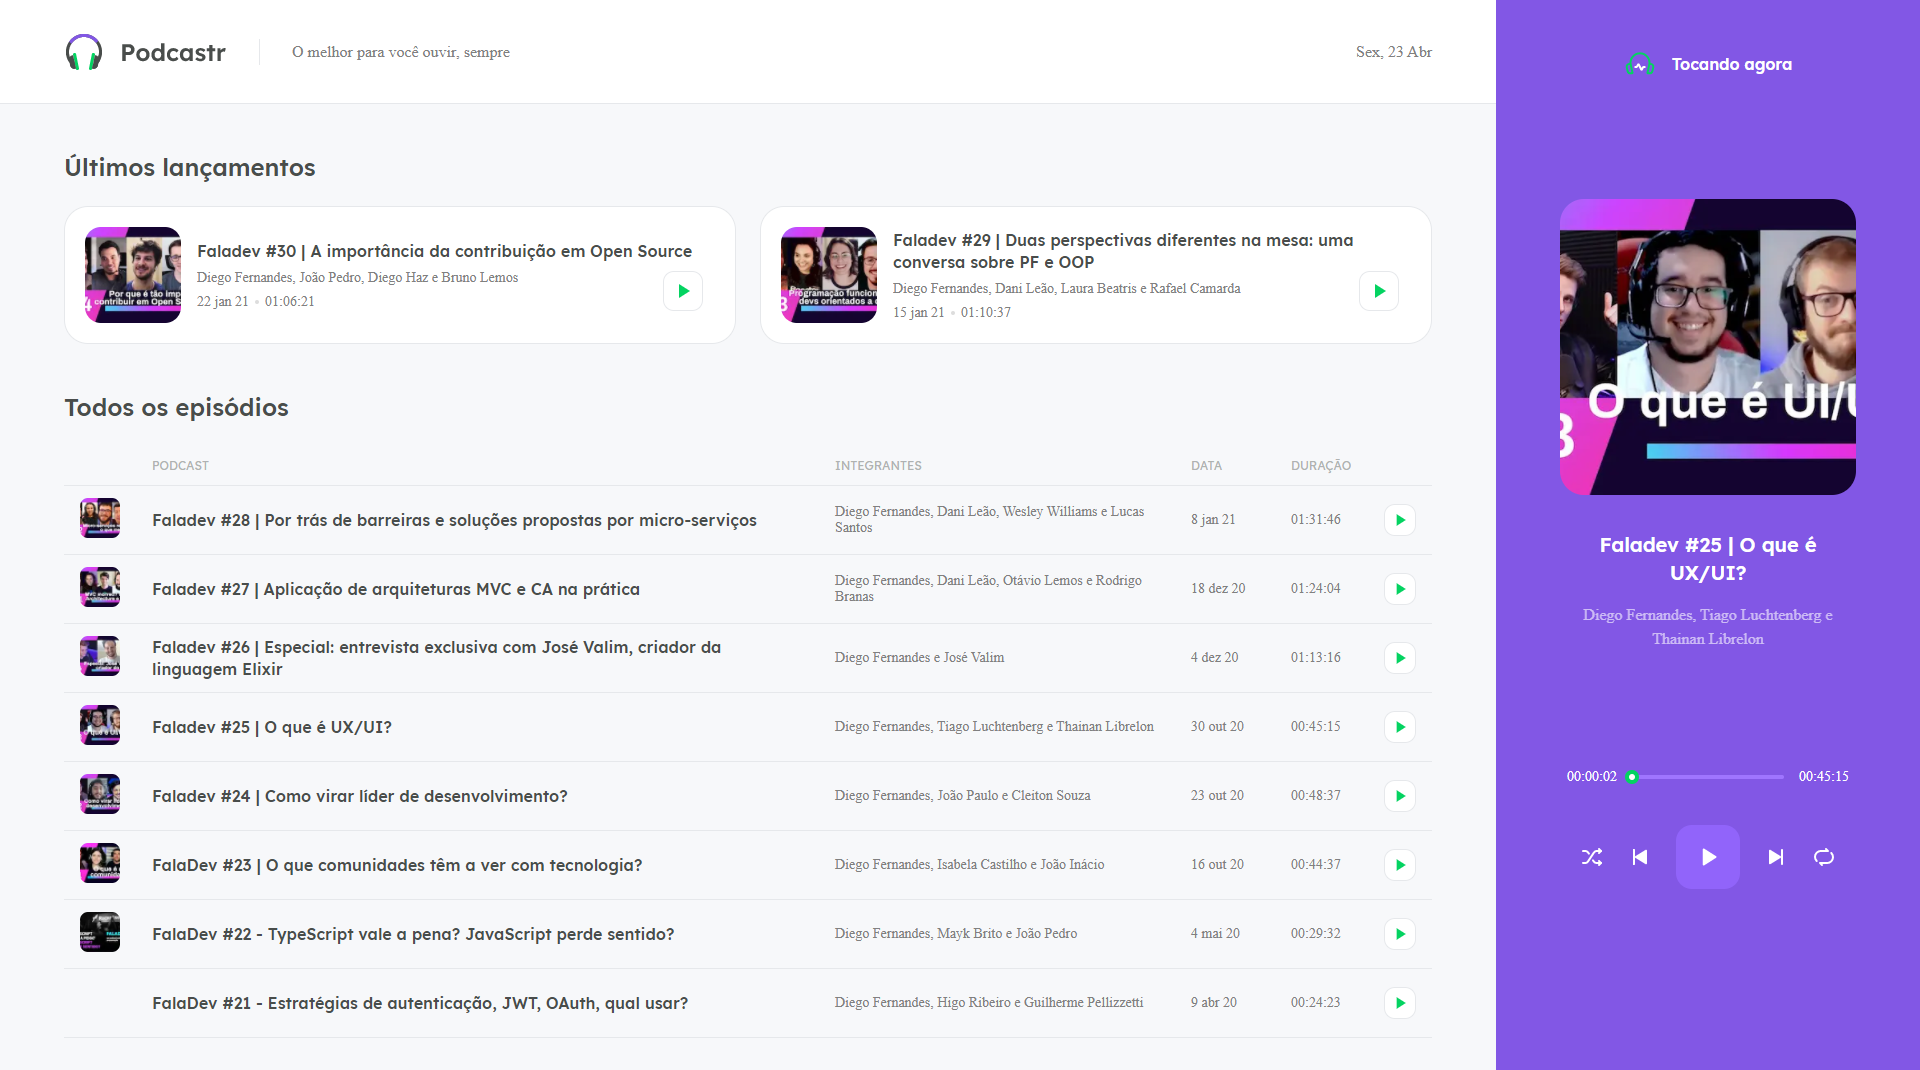 Podcastr
O melhor para você ouvir, sempre
Sex, 23 Abr
Últimos lançamentos
Por que é tão imp
contribuir em Open S
Faladev #30 | A importância da contribuição em Open Source
Diego Fernandes, João Pedro, Diego Haz e Bruno Lemos
22 jan 21
01:06:21
Programação funcion
devs orientados a
Faladev #29 | Duas perspectivas diferentes na mesa: uma
conversa sobre PF e OOP
Diego Fernandes, Dani Leão, Laura Beatris e Rafael Camarda
15 jan 21
01:10:37
Todos os episódios
PODCAST
INTEGRANTES
DATA
DURAÇÃO
Faladev #28 | Por trás de barreiras e soluções propostas por micro-serviços
Diego Fernandes, Dani Leão, Wesley Williams e Lucas
Santos
8 jan 21
01:31:46
Faladev #27 | Aplicação de arquiteturas MVC e CA na prática
Diego Fernandes, Dani Leão, Otávio Lemos e Rodrigo
Branas
18 dez 20
01:24:04
Faladev #26 | Especial: entrevista exclusiva com José Valim, criador da
linguagem Elixir
Diego Fernandes e José Valim
4 dez 20
01:13:16
Faladev #25 | O que é UX/UI?
Diego Fernandes, Tiago Luchtenberg e Thainan Librelon
30 out 20
00:45:15
Faladev #24 | Como virar líder de desenvolvimento?
Diego Fernandes, João Paulo e Cleiton Souza
23 out 20
00:48:37
FalaDev #23 | O que comunidades têm a ver com tecnologia?
Diego Fernandes, Isabela Castilho e João Inácio
16 out 20
00:44:37
FalaDev #22 - TypeScript vale a pena? JavaScript perde sentido?
Diego Fernandes, Mayk Brito e João Pedro
4 mai 20
00:29:32
FalaDev #21 - Estratégias de autenticação, JWT, OAuth, qual usar?
Diego Fernandes, Higo Ribeiro e Guilherme Pellizzetti
9 abr 20
00:24:23
Tocando agora
O que é UI/U
3
Faladev #25 | O que é
UX/UI?
Diego Fernandes, Tiago Luchtenberg e
Thainan Librelon
00:00:02
00:45:15